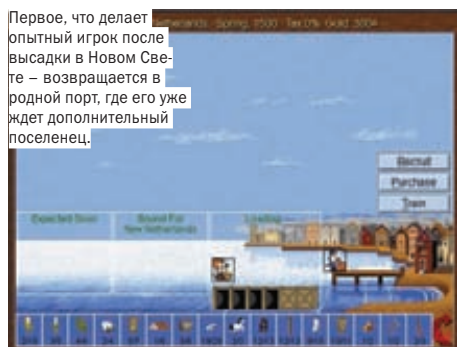 Первое, что делает
опытный игрок после
высадки в Новом Све-
те – возвращается в
родной порт, где его уже
ждет дополнительный
поселенец.
Netherlands Spring, 1500 Tax:0% Gold:
Recruit
Purchase
Train
Expected Soon
Bound For
New Netherlands
Loading